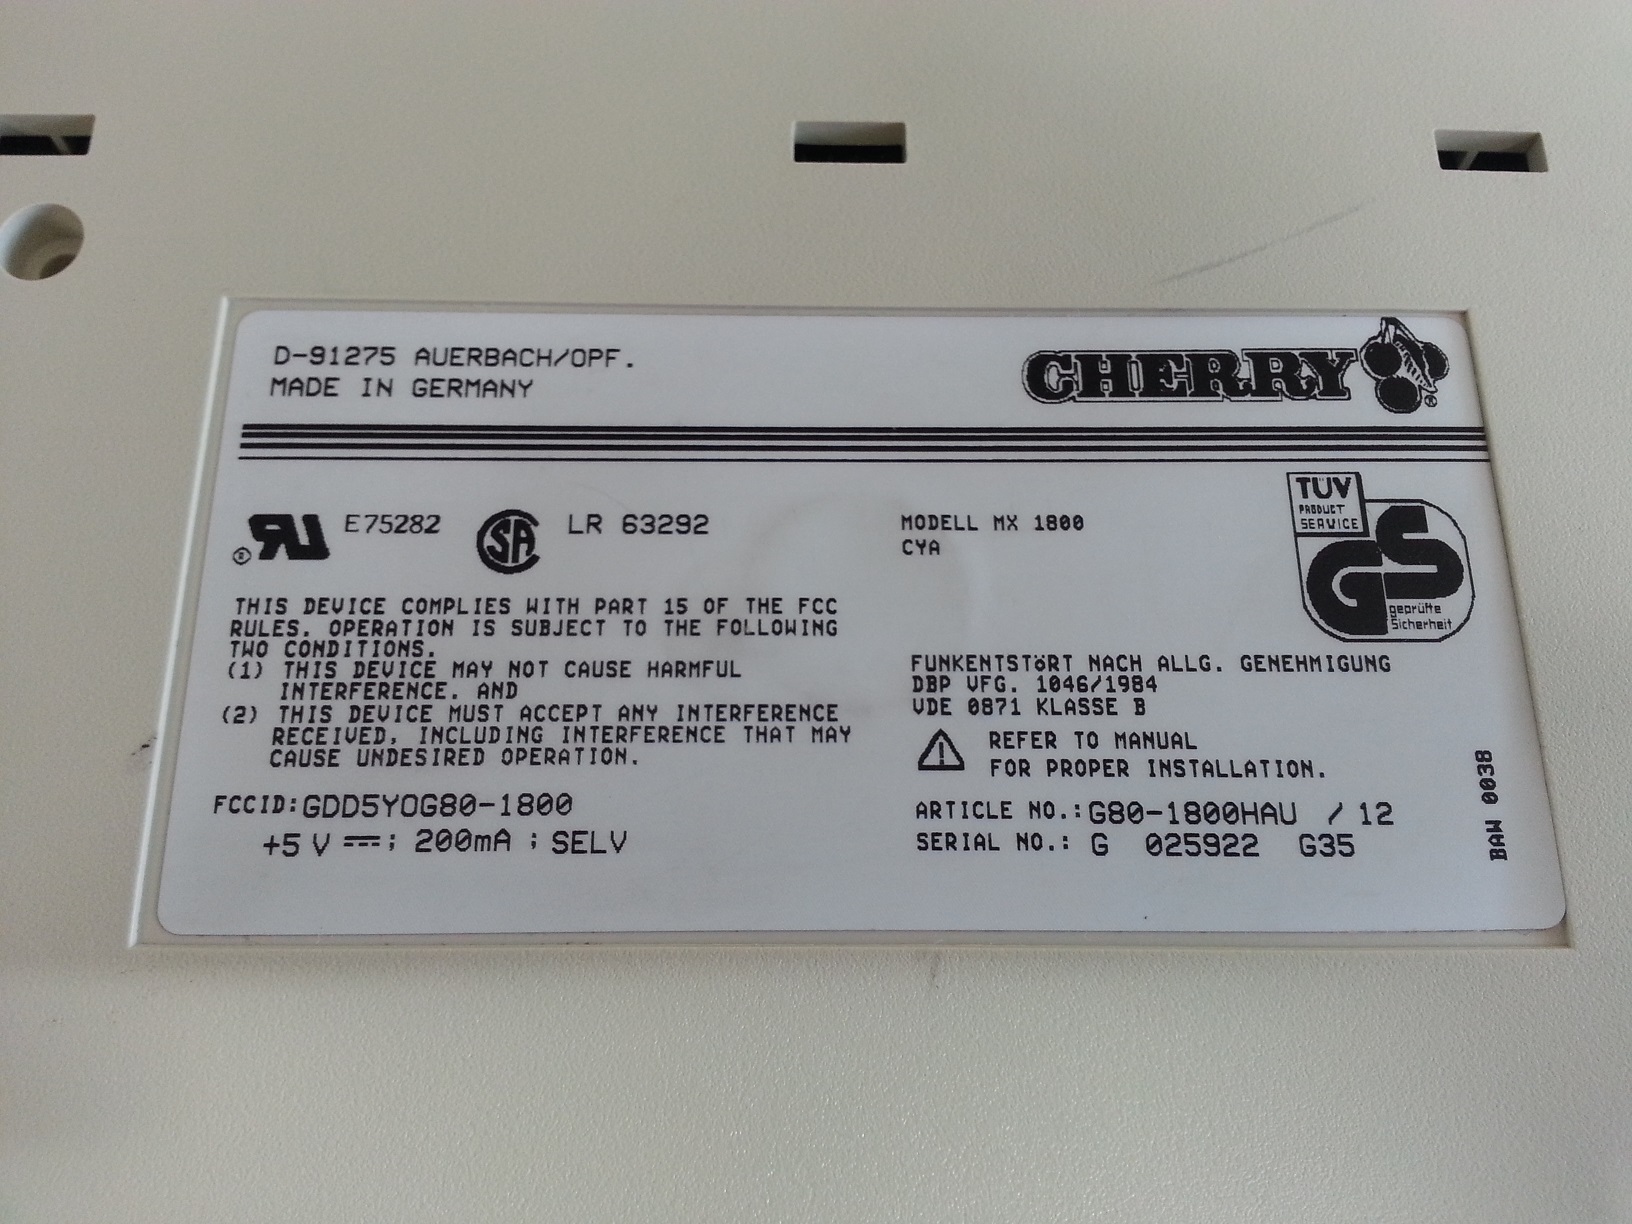 D-91275 AUERBACH/OPF.
MADE IN GERMANY
CHERRY
®
® RU E75282
SA LR 63292
THIS DEVICE COMPLIES WITH PART 15 OF THE FCC
RULES. OPERATION IS SUBJECT TO THE FOLLOWING
TWO CONDITIONS.
(1) THIS DEVICE MAY NOT CAUSE HARMFUL
INTERFERENCE. AND
(2) THIS DEVICE MUST ACCEPT ANY INTERFERENCE
RECEIVED, INCLUDING INTERFERENCE THAT MAY
CAUSE UNDESIRED OPERATION.
FCCID:GDD5YOG80-1800
+5 V ⎓; 200mA ; SELV
MODELL MX 1800
CYA
TÜV
PRODUCT
SERVICE
GS
geprüfte
Sicherheit
FUNKENTSTöRT NACH ALLG. GENEHMIGUNG
DBP VFG. 1046/1984
VDE 0871 KLASSE B
REFER TO MANUAL
FOR PROPER INSTALLATION.
ARTICLE NO.:G80-1800HAU / 12
SERIAL NO.: G 025922 G35
BAW 0038